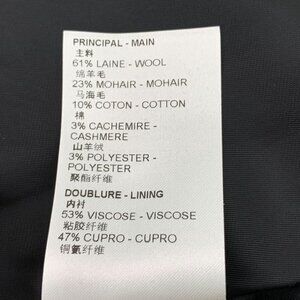 PRINCIPAL - MAIN
主料
61% LAINE - WOOL
绵羊毛
23% MOHAIR - MOHAIR
马海毛
10% COTON - COTTON
棉
3% CACHEMIRE -
CASHMERE
山羊绒
3% POLYESTER -
POLYESTER
聚酯纤维
DOUBLURE - LINING
内衬
53% VISCOSE - VISCOSE
粘胶纤维
47% CUPRO - CUPRO
铜氨纤维